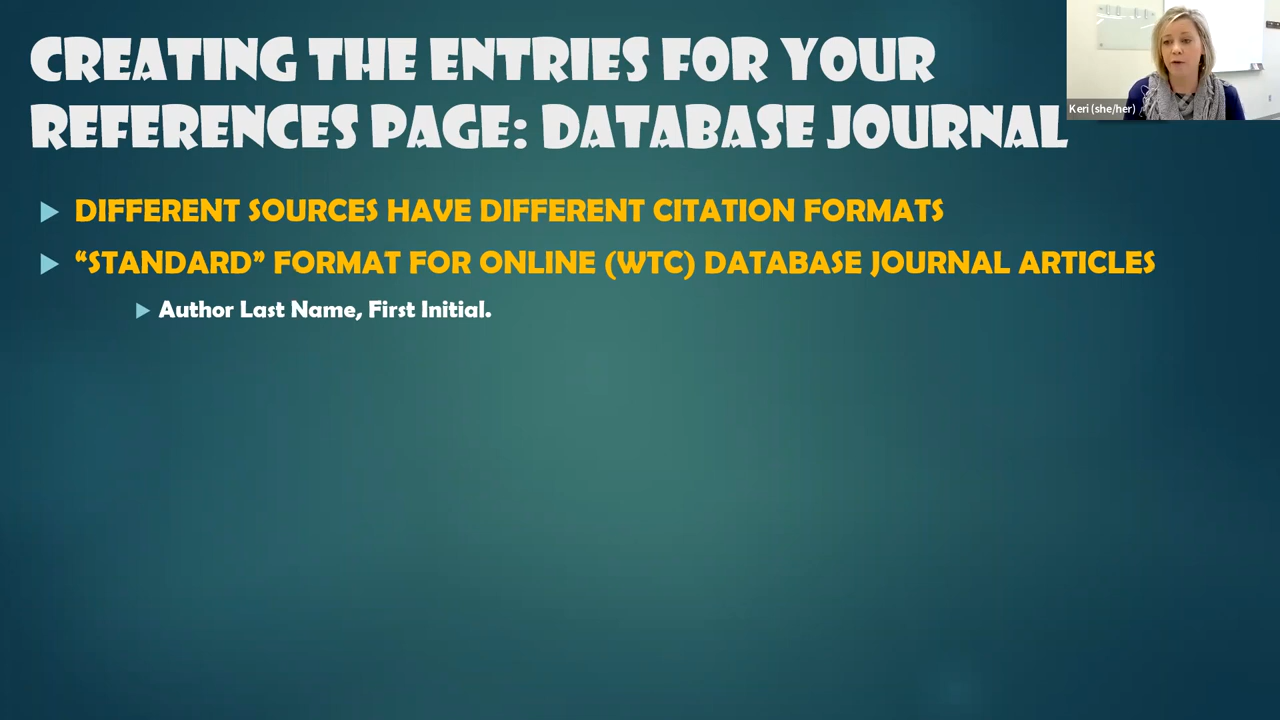 CREATING THE ENTRIES FOR YOUR
REFERENCES PAGE: DATABASE JOURNAL
Keri (she/her)
DIFFERENT SOURCES HAVE DIFFERENT CITATION FORMATS
“STANDARD” FORMAT FOR ONLINE (WTC) DATABASE JOURNAL ARTICLES
Author Last Name, First Initial.